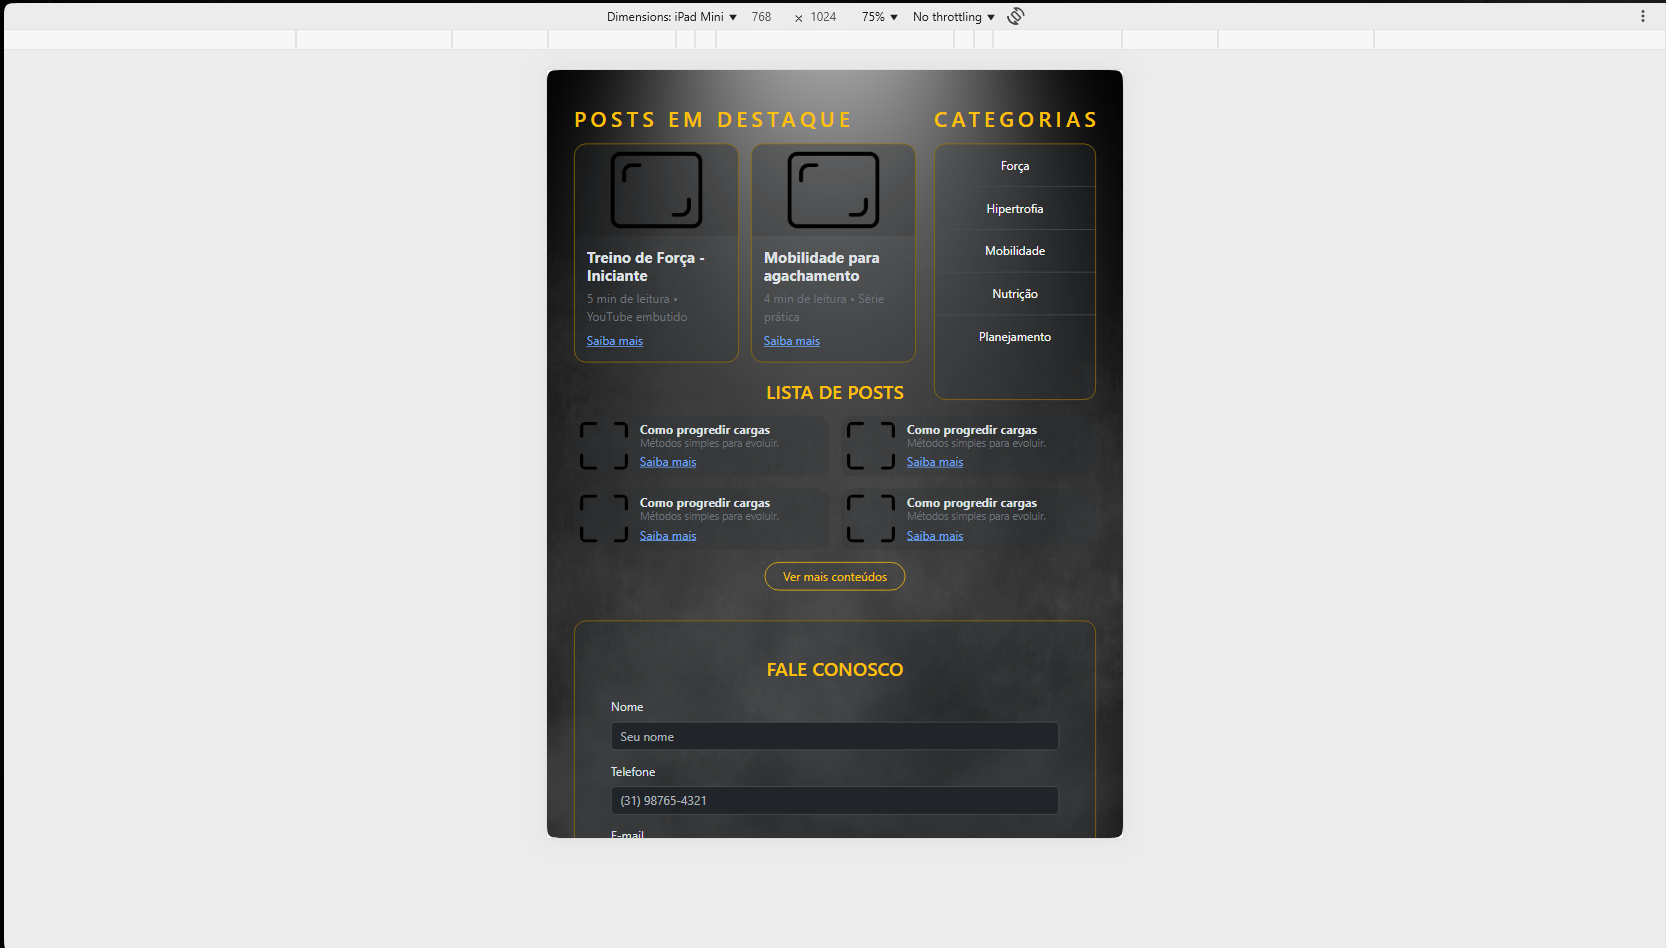 Dimensions: iPad Mini ▼ 768 × 1024 75% ▼ No throttling ▼
POSTS EM DESTAQUE
Treino de Força -
Iniciante
5 min de leitura •
YouTube embutido
Saiba mais
Mobilidade para
agachamento
4 min de leitura • Série
prática
Saiba mais
CATEGORIAS
Força
Hipertrofia
Mobilidade
Nutrição
Planejamento
LISTA DE POSTS
Como progredir cargas
Métodos simples para evoluir.
Saiba mais
Como progredir cargas
Métodos simples para evoluir.
Saiba mais
Como progredir cargas
Métodos simples para evoluir.
Saiba mais
Como progredir cargas
Métodos simples para evoluir.
Saiba mais
Ver mais conteúdos
FALE CONOSCO
Nome
Seu nome
Telefone
(31) 98765-4321
E-mail